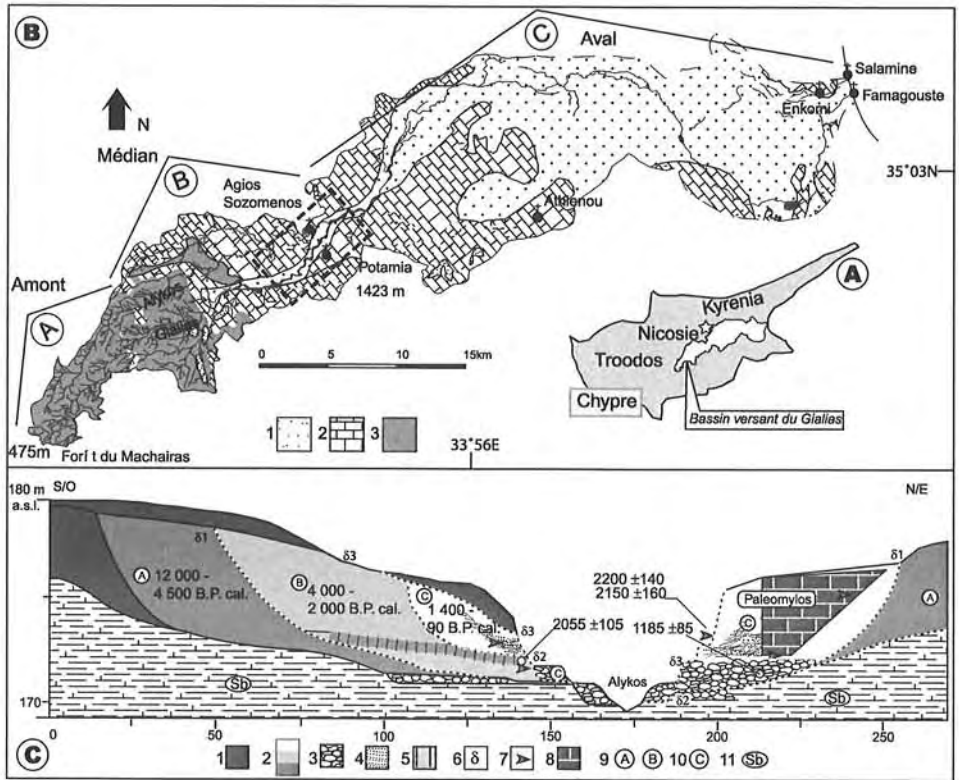 B
C
Aval
Salamine
Famagouste
Enkomi
N
Médian
B
35°03N
Agios
Sozomenos
Athienou
Potamia
1423 m
Amont
A
Alykos
Gialias
A
Kyrenia
Nicosie
Troodos
Chypre
Bassin versant du Gialias
0 5 10 15km
1 2 3
33°56E
475m
Forí t du Machairas
180 m
a.s.l.
S/O
N/E
δ1
δ3
δ1
A 12 000 -
4 500 B.P. cal.
B 4 000 -
2 000 B.P. cal.
C
1 400 -
90 B.P. cal.
δ3
2055 ±105
δ2
C
2200 ±140
2150 ±160
1185 ±85
Paleomylos
C
A
δ3
δ2
Alykos
Sb
Sb
170
0 50 100 150 200 250
C
1 2 3 4 5 6 δ 7 8 9 A B 10 C 11 Sb